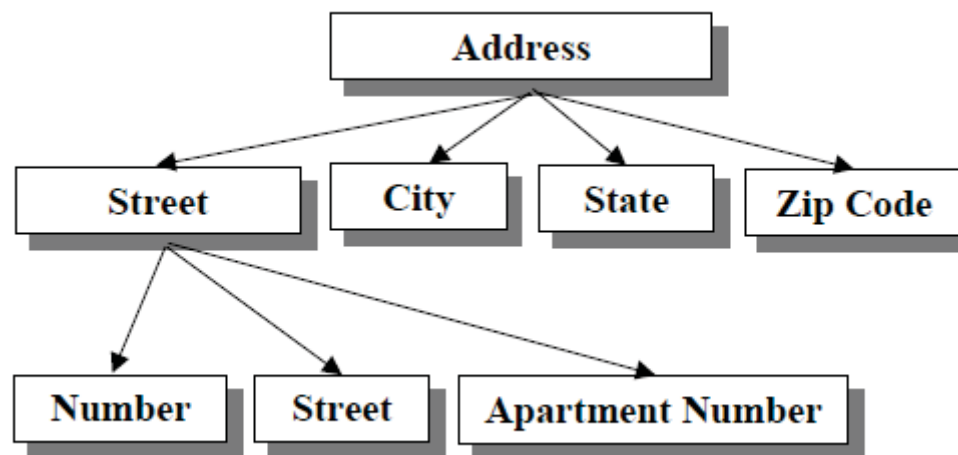 Address
Street
City
State
Zip Code
Number
Street
Apartment Number